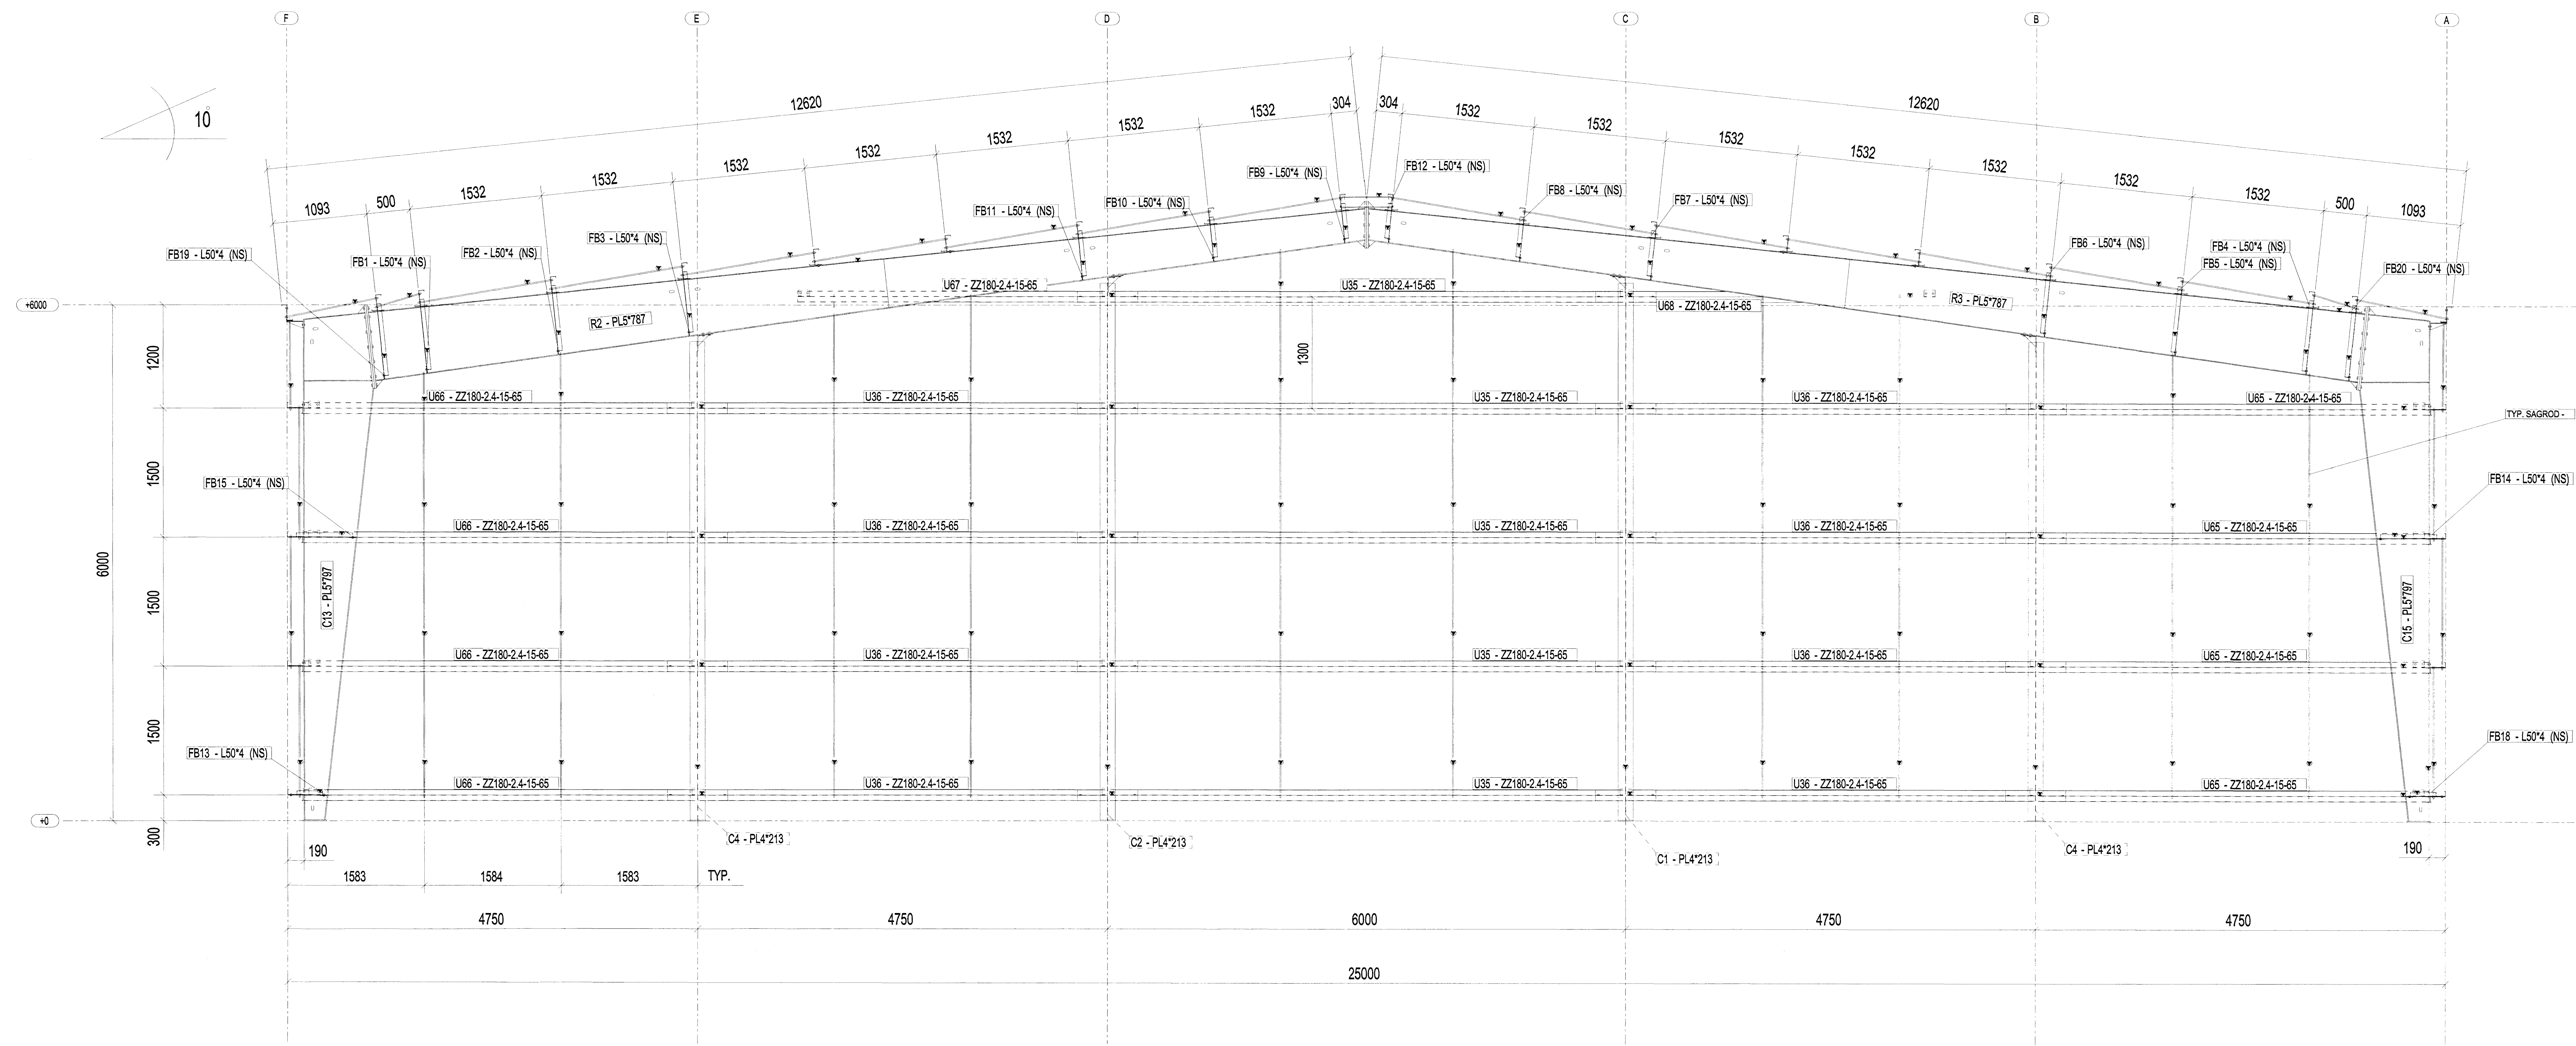 F E D C B A
12620 12620
10°
1532 1532 304 304 1532 1532
1532 1532 1532 1532
1532 1532 1532 1532
1093 500 1532 1532 500 1093
FB9 - L50*4 (NS) FB12 - L50*4 (NS)
FB11 - L50*4 (NS) FB10 - L50*4 (NS) FB8 - L50*4 (NS) FB7 - L50*4 (NS)
FB19 - L50*4 (NS) FB1 - L50*4 (NS) FB2 - L50*4 (NS) FB3 - L50*4 (NS)
FB6 - L50*4 (NS) FB5 - L50*4 (NS) FB4 - L50*4 (NS) FB20 - L50*4 (NS)
U67 - ZZ180-2.4-15-65 U35 - ZZ180-2.4-15-65
+6000 R2 - PL5*787 U68 - ZZ180-2.4-15-65 R3 - PL5*787
1200 1300
U66 - ZZ180-2.4-15-65 U36 - ZZ180-2.4-15-65 U35 - ZZ180-2.4-15-65 U36 - ZZ180-2.4-15-65 U65 - ZZ180-2.4-15-65
TYP. SAGROD -
1500
FB15 - L50*4 (NS) FB14 - L50*4 (NS)
U66 - ZZ180-2.4-15-65 U36 - ZZ180-2.4-15-65 U35 - ZZ180-2.4-15-65 U36 - ZZ180-2.4-15-65 U65 - ZZ180-2.4-15-65
6000 1500 C13 - PL5*797 C15 - PL5*797
U66 - ZZ180-2.4-15-65 U36 - ZZ180-2.4-15-65 U35 - ZZ180-2.4-15-65 U36 - ZZ180-2.4-15-65 U65 - ZZ180-2.4-15-65
1500
FB13 - L50*4 (NS) FB18 - L50*4 (NS)
U66 - ZZ180-2.4-15-65 U36 - ZZ180-2.4-15-65 U35 - ZZ180-2.4-15-65 U36 - ZZ180-2.4-15-65 U65 - ZZ180-2.4-15-65
+0
300 C4 - PL4*213 C2 - PL4*213 C1 - PL4*213 C4 - PL4*213
190 190
1583 1584 1583 TYP.
4750 4750 6000 4750 4750
25000